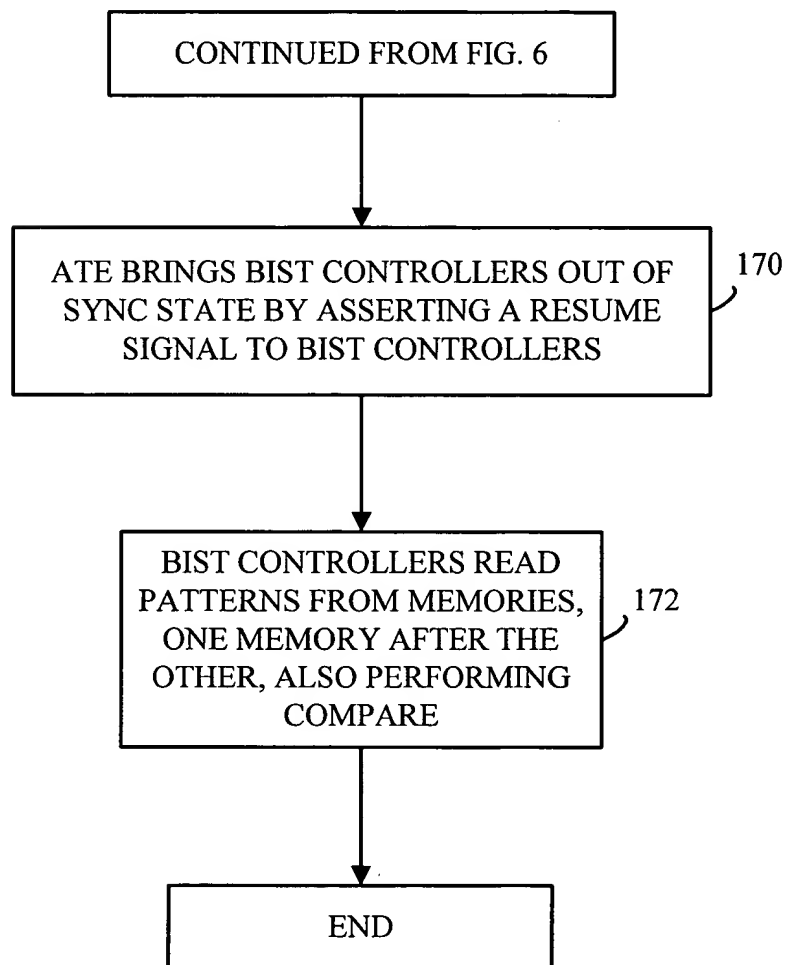 CONTINUED FROM FIG. 6
ATE BRINGS BIST CONTROLLERS OUT OF
SYNC STATE BY ASSERTING A RESUME
SIGNAL TO BIST CONTROLLERS
170
BIST CONTROLLERS READ
PATTERNS FROM MEMORIES,
ONE MEMORY AFTER THE
OTHER, ALSO PERFORMING
COMPARE
172
END